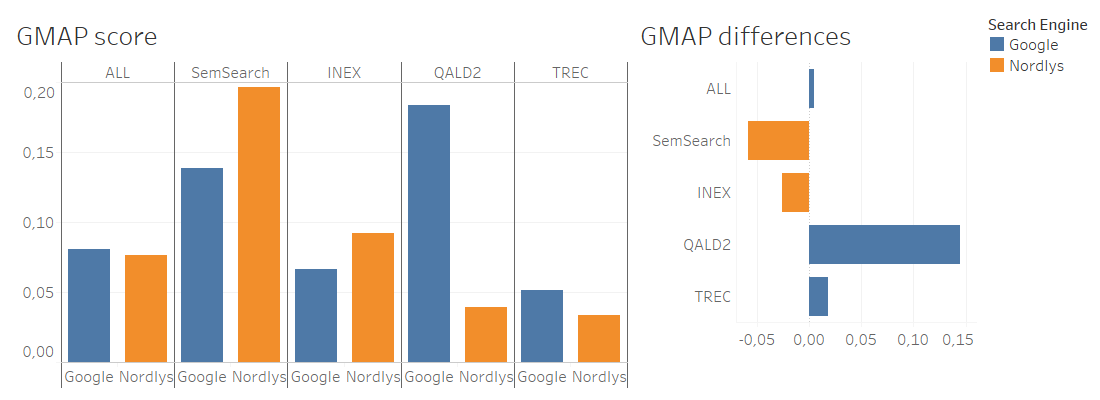 GMAP score
ALL SemSearch INEX QALD2 TREC
0,20
0,15
0,10
0,05
0,00
Google Nordlys Google Nordlys Google Nordlys Google Nordlys Google Nordlys
GMAP differences
ALL
SemSearch
INEX
QALD2
TREC
-0,05 0,00 0,05 0,10 0,15
Search Engine
Google
Nordlys